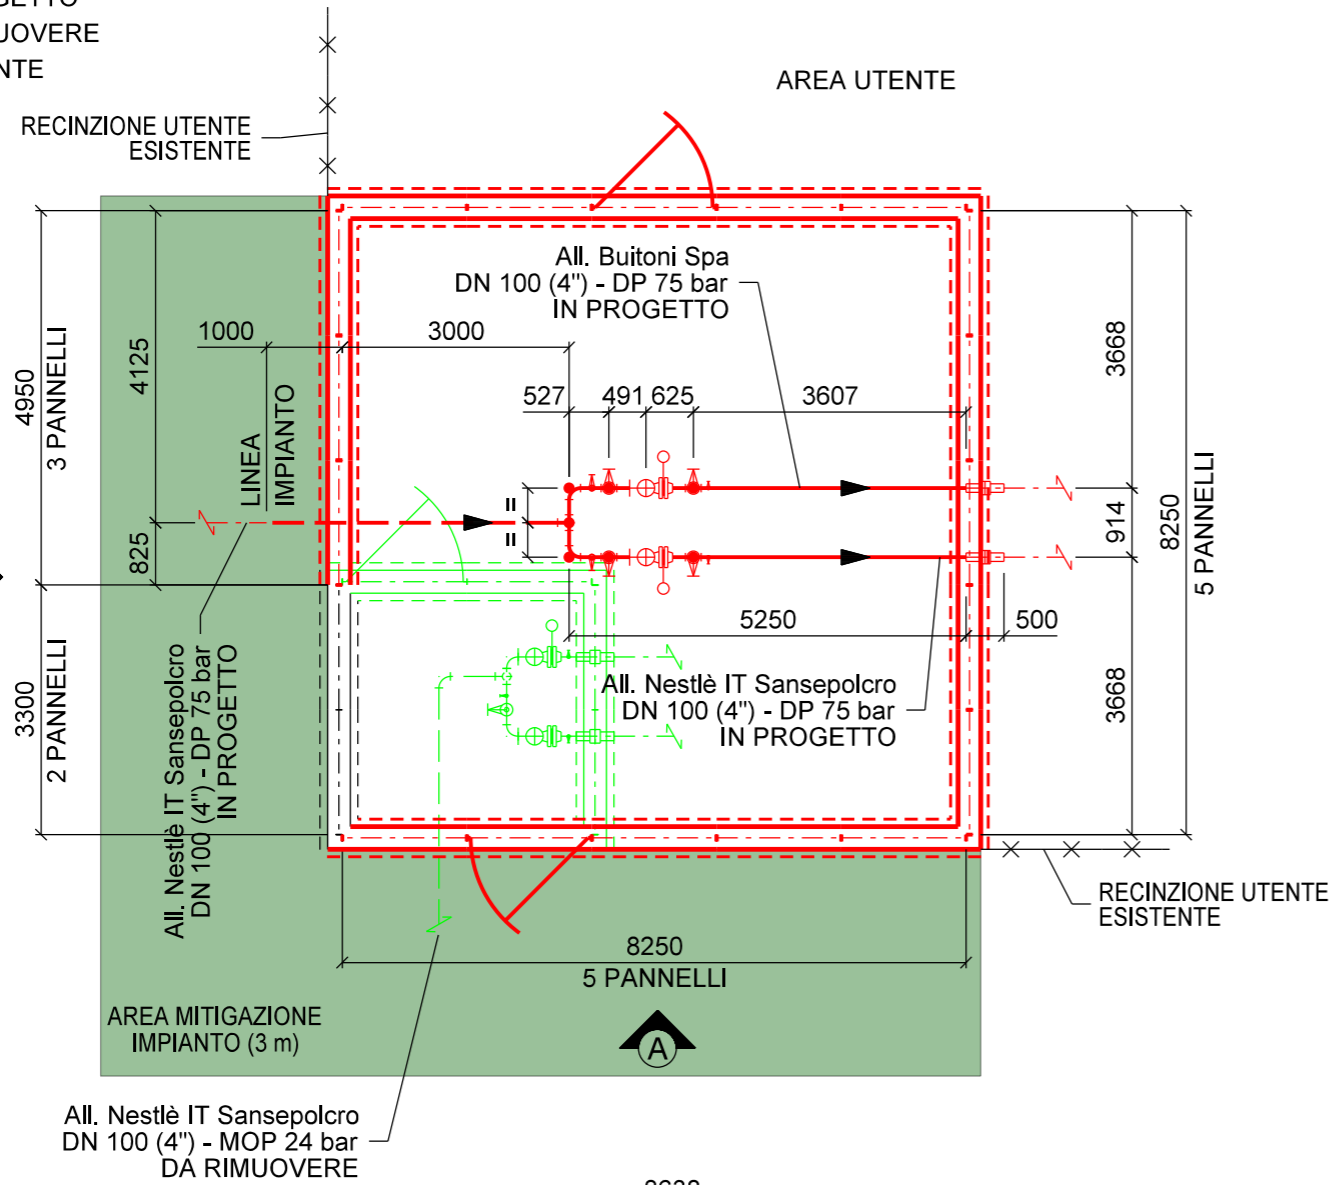 UOVERE
NTE
AREA UTENTE
RECINZIONE UTENTE
ESISTENTE
All. Buitoni Spa
DN 100 (4") - DP 75 bar
IN PROGETTO
1000
3000
4125
4950
3 PANNELLI
825
LINEA
IMPIANTO
527
491
625
3607
3668
914
8250
5 PANNELLI
3668
II
II
5250
500
All. Nestlè IT Sansepolcro
DN 100 (4") - DP 75 bar
IN PROGETTO
3300
2 PANNELLI
All. Nestlè IT Sansepolcro
DN 100 (4") - DP 75 bar
IN PROGETTO
RECINZIONE UTENTE
ESISTENTE
8250
5 PANNELLI
AREA MITIGAZIONE
IMPIANTO (3 m)
A
All. Nestlè IT Sansepolcro
DN 100 (4") - MOP 24 bar
DA RIMUOVERE